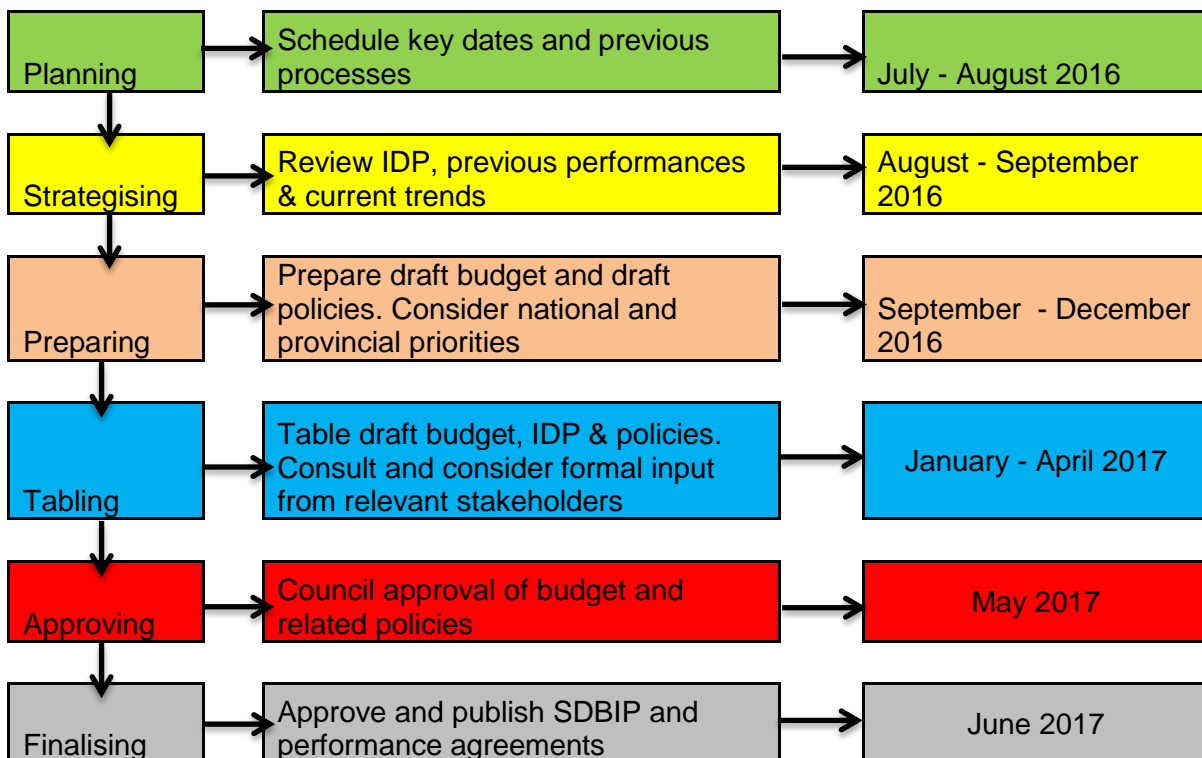 Planning
Schedule key dates and previous
processes
July - August 2016
Strategising
Review IDP, previous performances
& current trends
August - September
2016
Preparing
Prepare draft budget and draft
policies. Consider national and
provincial priorities
September - December
2016
Tabling
Table draft budget, IDP & policies.
Consult and consider formal input
from relevant stakeholders
January - April 2017
Approving
Council approval of budget and
related policies
May 2017
Finalising
Approve and publish SDBIP and
performance agreements
June 2017